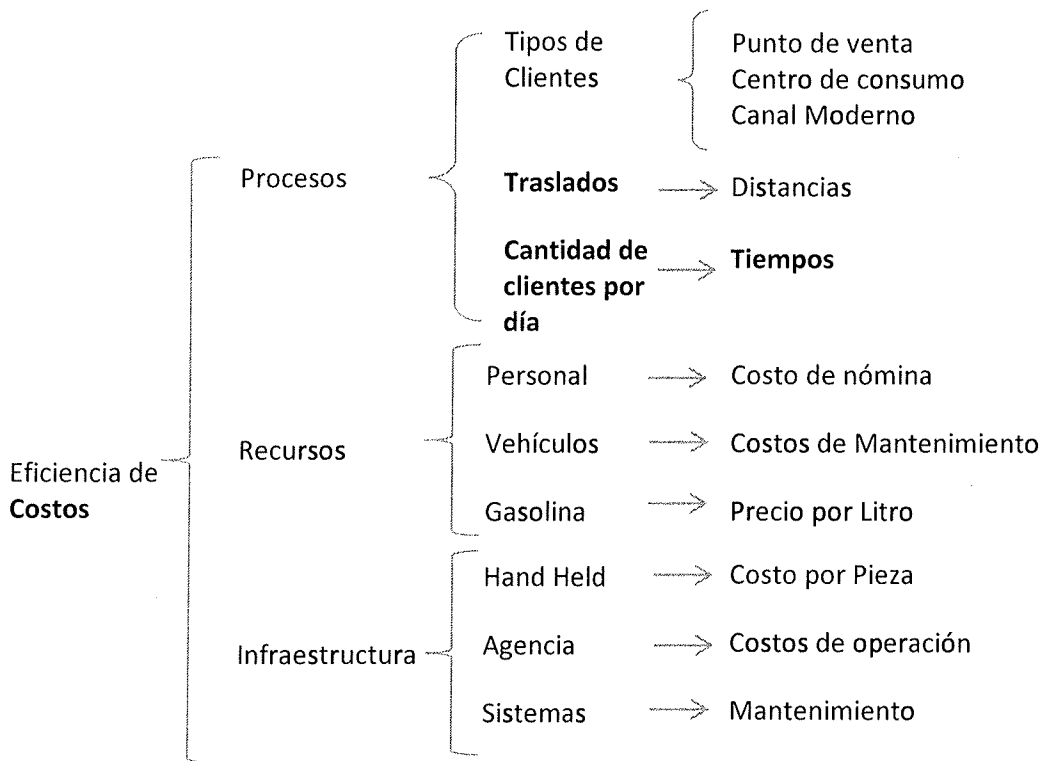 Eficiencia de
Costos
Procesos
Tipos de
Clientes
Punto de venta
Centro de consumo
Canal Moderno
Traslados
Distancias
Cantidad de
clientes por
día
Tiempos
Recursos
Personal
Costo de nómina
Vehículos
Costos de Mantenimiento
Gasolina
Precio por Litro
Infraestructura
Hand Held
Costo por Pieza
Agencia
Costos de operación
Sistemas
Mantenimiento